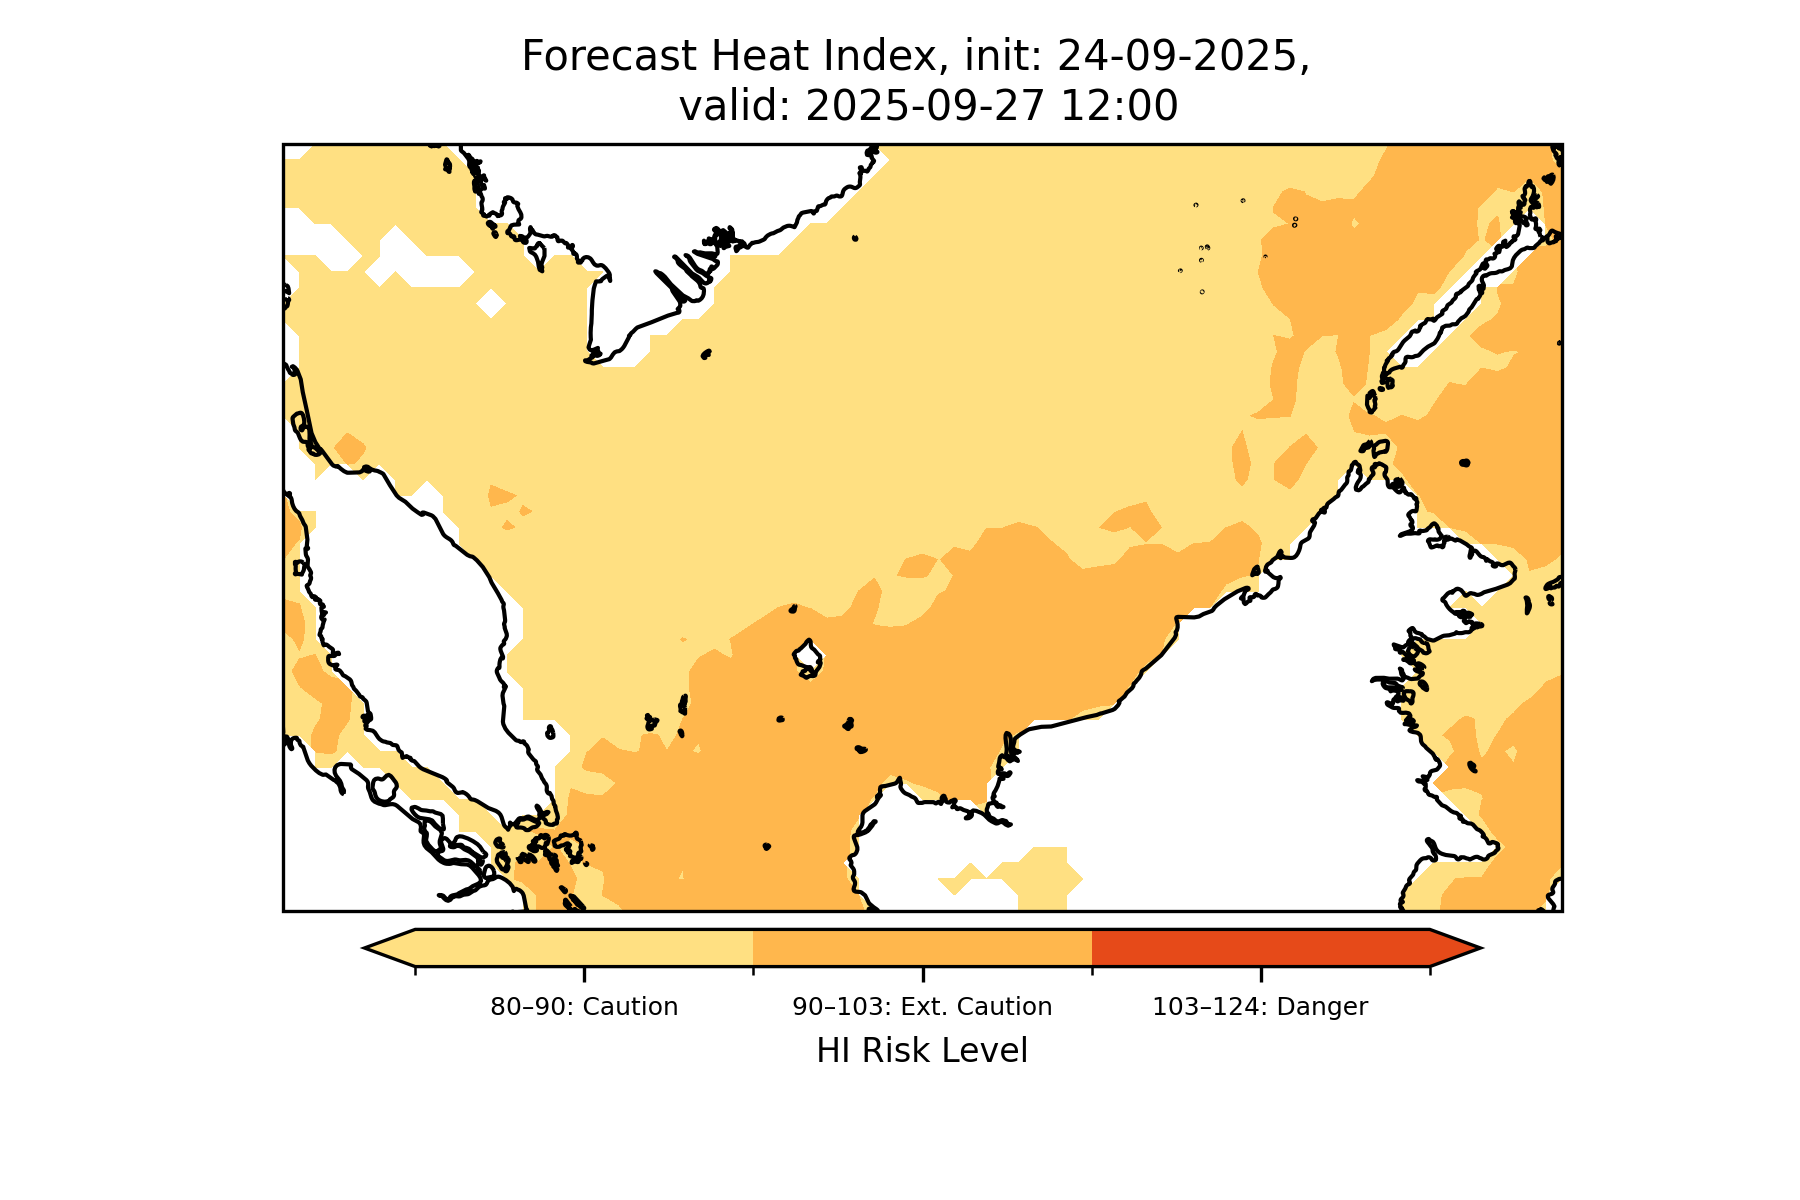 Forecast Heat Index, init: 24-09-2025,
valid: 2025-09-27 12:00
80–90: Caution
90–103: Ext. Caution
103–124: Danger
HI Risk Level